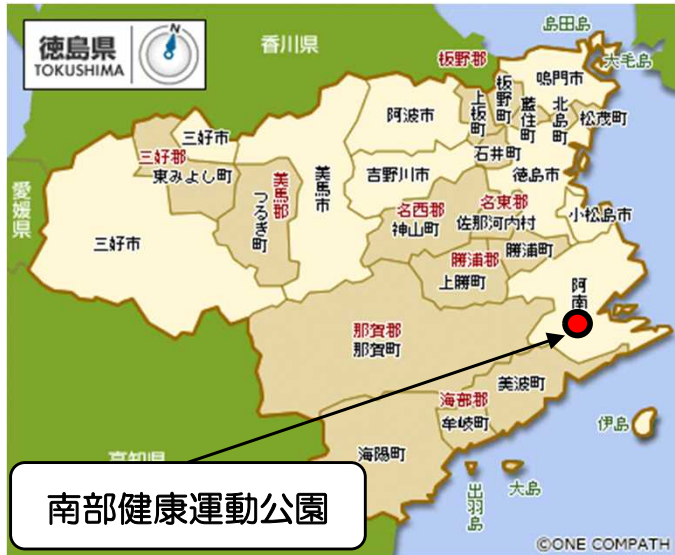 徳島県
TOKUSHIMA
N
香川県
島田島
大毛島
板野郡
板野町
上板町
藍住町
北島町
鳴門市
松茂町
阿波市
石井町
三好市
三好郡
東みよし町
美馬郡
つるぎ町
美馬市
吉野川市
徳島市
名西郡
神山町
名東郡
佐那河内村
小松島市
愛媛県
三好市
勝浦郡
勝浦町
上勝町
阿南
那賀郡
那賀町
美波町
海部郡
牟岐町
伊島
海陽町
高知県
出羽島
大島
南部健康運動公園
©ONE COMPATH